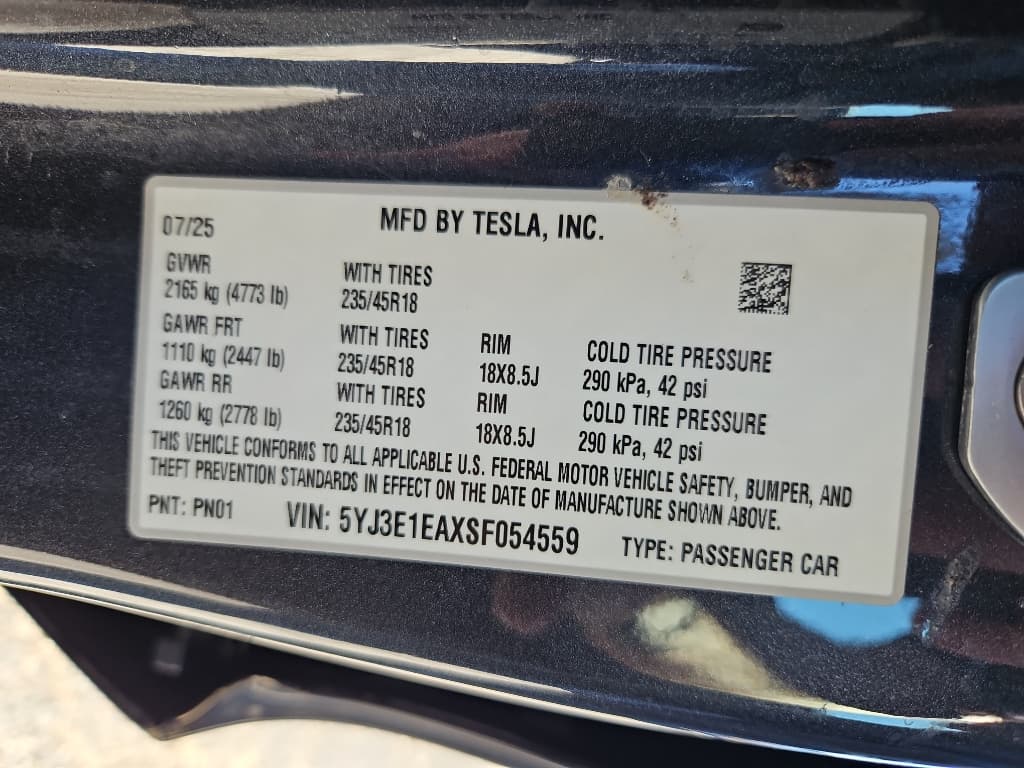 07/25
MFD BY TESLA, INC.
GVWR
2165 kg (4773 lb)
WITH TIRES
235/45R18
GAWR FRT
1110 kg (2447 lb)
WITH TIRES
235/45R18
RIM
18X8.5J
COLD TIRE PRESSURE
290 kPa, 42 psi
GAWR RR
1260 kg (2778 lb)
WITH TIRES
235/45R18
RIM
18X8.5J
COLD TIRE PRESSURE
290 kPa, 42 psi
THIS VEHICLE CONFORMS TO ALL APPLICABLE U.S. FEDERAL MOTOR VEHICLE SAFETY, BUMPER, AND
THEFT PREVENTION STANDARDS IN EFFECT ON THE DATE OF MANUFACTURE SHOWN ABOVE.
PNT: PN01
VIN: 5YJ3E1EAXSF054559
TYPE: PASSENGER CAR